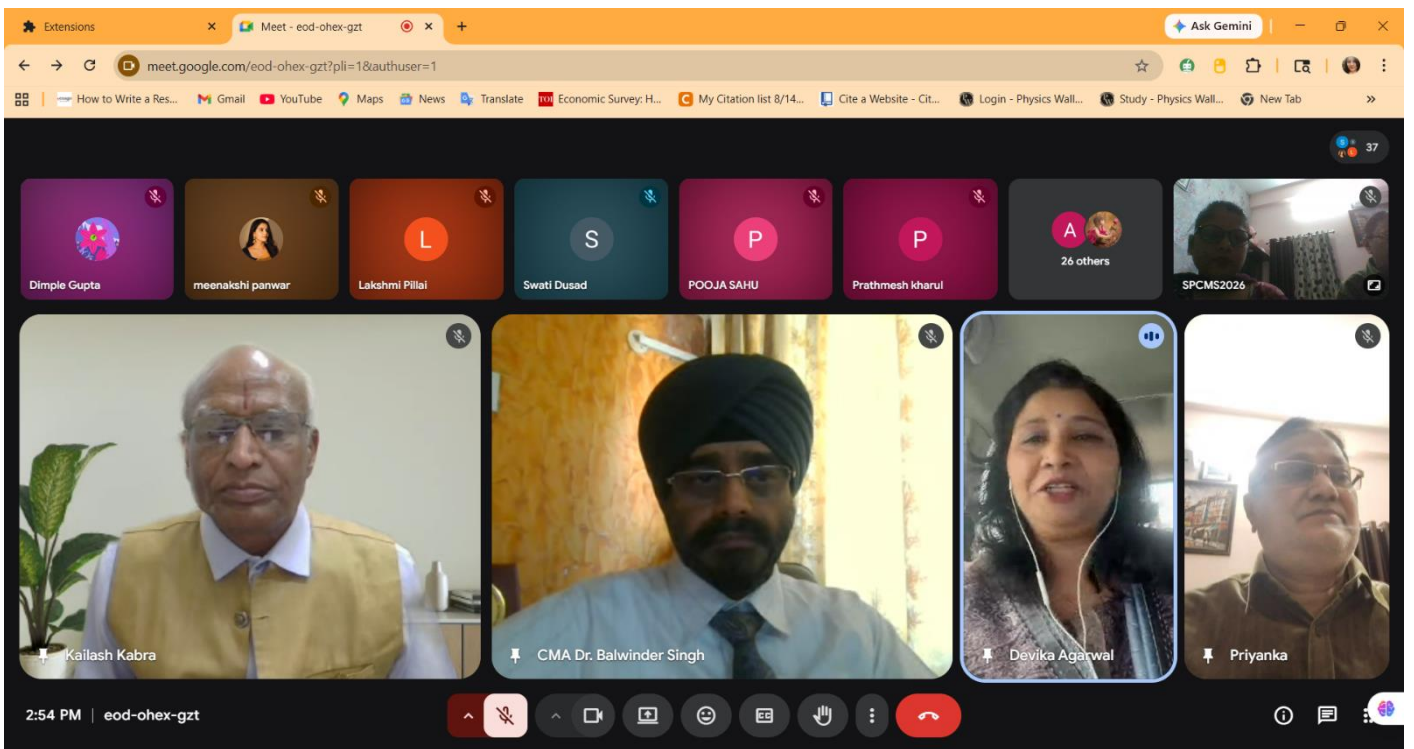 Extensions
Meet - eod-ohex-gzt
Ask Gemini
meet.google.com/eod-ohex-gzt?pli=1&authuser=1
How to Write a Res...
Gmail
YouTube
Maps
News
Translate
TOI
Economic Survey: H...
C
My Citation list 8/14...
Cite a Website - Cit...
Login - Physics Wall...
Study - Physics Wall...
New Tab
37
Dimple Gupta
meenakshi panwar
L
Lakshmi Pillai
S
Swati Dusad
P
POOJA SAHU
P
Prathmesh kharul
A
26 others
SPCMS2026
Kailash Kabra
CMA Dr. Balwinder Singh
Devika Agarwal
Priyanka
2:54 PM | eod-ohex-gzt
CC